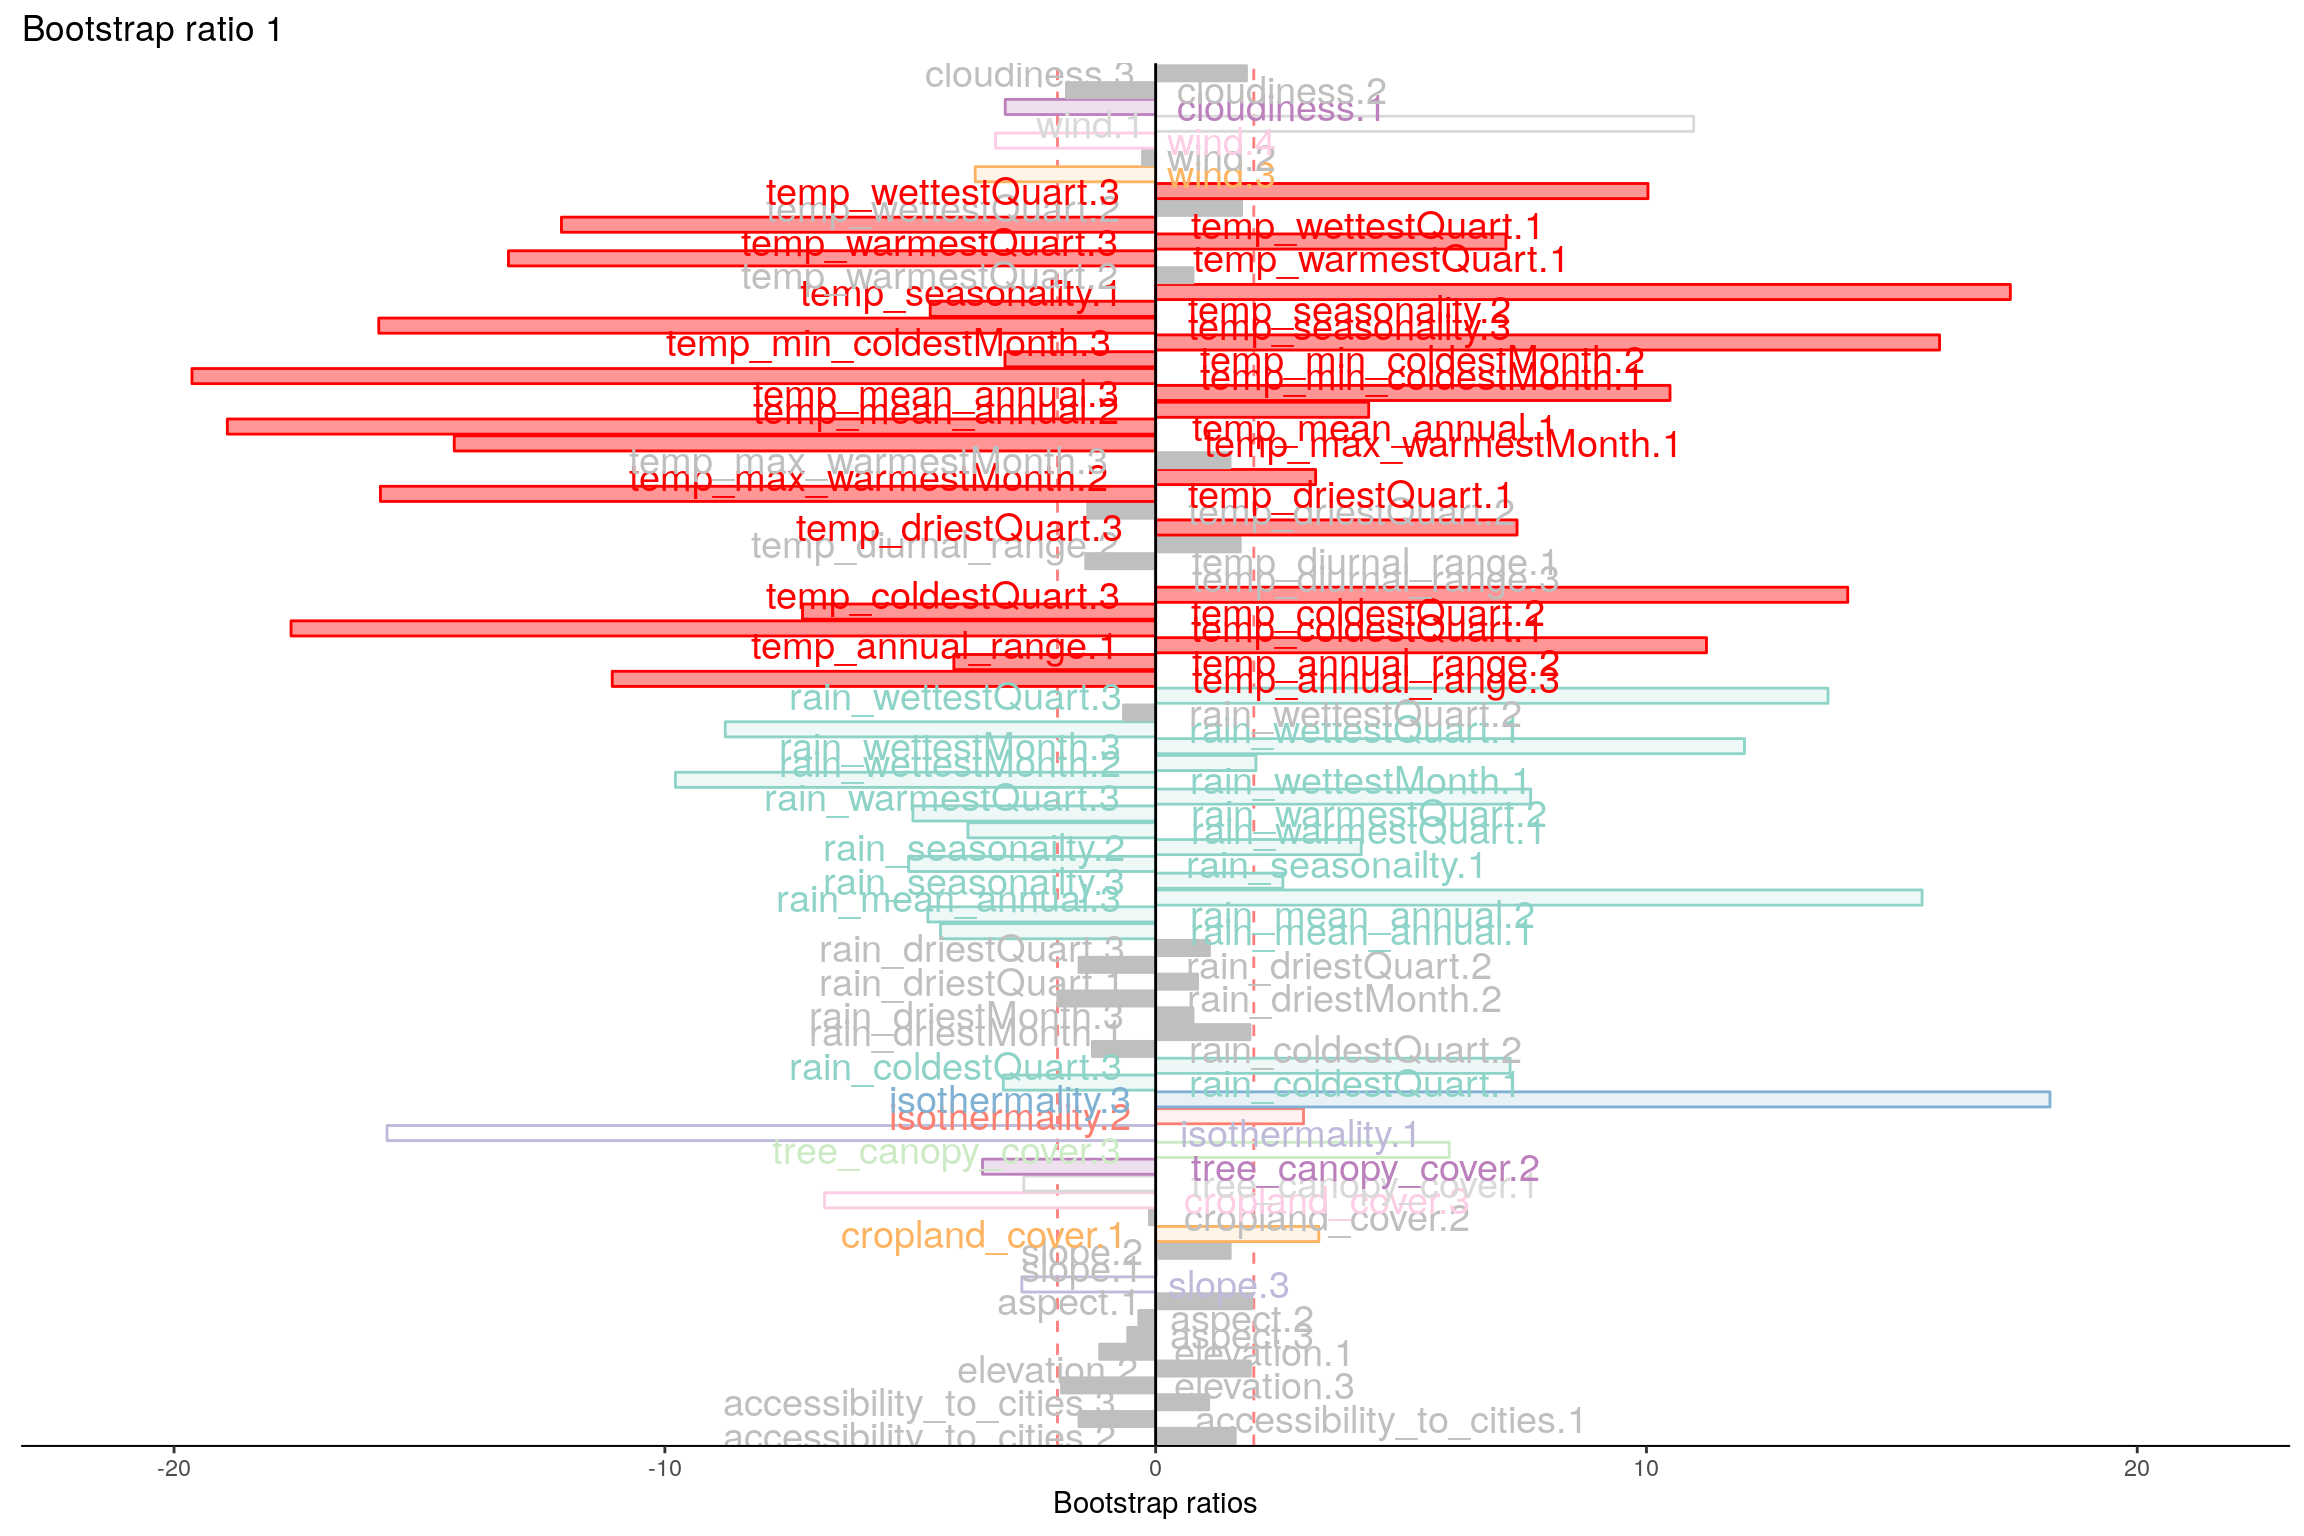 Bootstrap ratio 1
cloudiness.3
cloudiness.2
cloudiness.1
wind.1
wind.4
wind.2
wind.3
temp_wettestQuart.3
temp_wettestQuart.2
temp_wettestQuart.1
temp_warmestQuart.3
temp_warmestQuart.1
temp_warmestQuart.2
temp_seasonality.1
temp_seasonality.2
temp_seasonality.3
temp_min_coldestMonth.3
temp_min_coldestMonth.2
temp_min_coldestMonth.1
temp_mean_annual.3
temp_mean_annual.2
temp_mean_annual.1
temp_max_warmestMonth.1
temp_max_warmestMonth.3
temp_max_warmestMonth.2
temp_driestQuart.1
temp_driestQuart.2
temp_driestQuart.3
temp_diurnal_range.2
temp_diurnal_range.1
temp_diurnal_range.3
temp_coldestQuart.3
temp_coldestQuart.2
temp_coldestQuart.1
temp_annual_range.1
temp_annual_range.2
temp_annual_range.3
rain_wettestQuart.3
rain_wettestQuart.2
rain_wettestQuart.1
rain_wettestMonth.3
rain_wettestMonth.2
rain_wettestMonth.1
rain_warmestQuart.3
rain_warmestQuart.2
rain_warmestQuart.1
rain_seasonailty.2
rain_seasonailty.1
rain_seasonailty.3
rain_mean_annual.3
rain_mean_annual.2
rain_mean_annual.1
rain_driestQuart.3
rain_driestQuart.2
rain_driestQuart.1
rain_driestMonth.2
rain_driestMonth.3
rain_driestMonth.1
rain_coldestQuart.2
rain_coldestQuart.3
rain_coldestQuart.1
isothermality.3
isothermality.2
isothermality.1
tree_canopy_cover.3
tree_canopy_cover.2
tree_canopy_cover.1
cropland_cover.3
cropland_cover.2
cropland_cover.1
slope.2
slope.1
slope.3
aspect.1
aspect.2
aspect.3
elevation.1
elevation.2
elevation.3
accessibility_to_cities.3
accessibility_to_cities.1
accessibility_to_cities.2
-20 -10 0 10 20
Bootstrap ratios